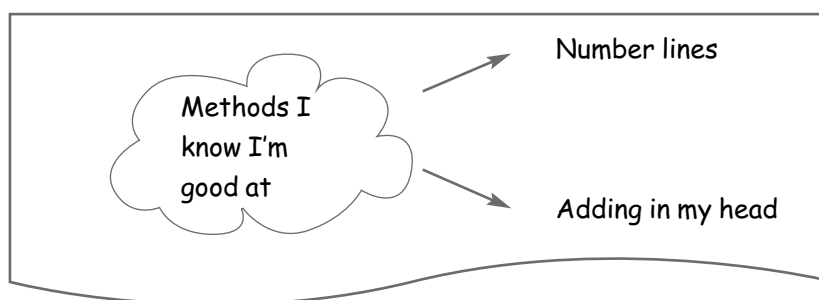 Methods I
know I'm
good at
Number lines
Adding in my head